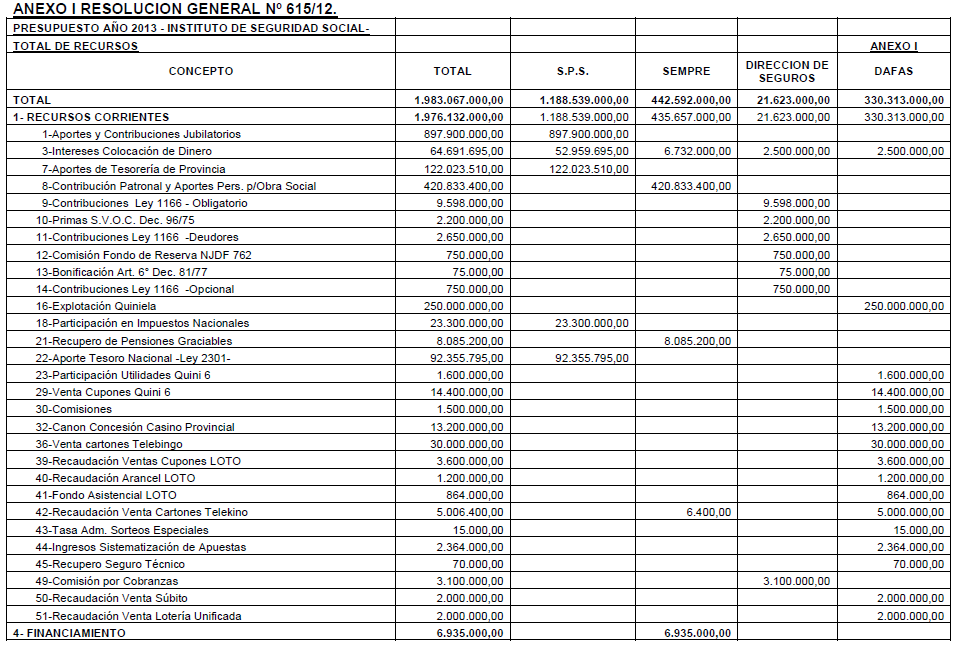 ANEXO I RESOLUCION GENERAL Nº 615/12.
PRESUPUESTO AÑO 2013 - INSTITUTO DE SEGURIDAD SOCIAL-
TOTAL DE RECURSOS ANEXO I
CONCEPTO TOTAL S.P.S. SEMPRE DIRECCION DE SEGUROS DAFAS
TOTAL 1.983.067.000,00 1.188.539.000,00 442.592.000,00 21.623.000,00 330.313.000,00
1- RECURSOS CORRIENTES 1.976.132.000,00 1.188.539.000,00 435.657.000,00 21.623.000,00 330.313.000,00
1-Aportes y Contribuciones Jubilatorios 897.900.000,00 897.900.000,00
3-Intereses Colocación de Dinero 64.691.695,00 52.959.695,00 6.732.000,00 2.500.000,00 2.500.000,00
7-Aportes de Tesorería de Provincia 122.023.510,00 122.023.510,00
8-Contribución Patronal y Aportes Pers. p/Obra Social 420.833.400,00 420.833.400,00
9-Contribuciones Ley 1166 - Obligatorio 9.598.000,00 9.598.000,00
10-Primas S.V.O.C. Dec. 96/75 2.200.000,00 2.200.000,00
11-Contribuciones Ley 1166 -Deudores 2.650.000,00 2.650.000,00
12-Comisión Fondo de Reserva NJDF 762 750.000,00 750.000,00
13-Bonificación Art. 6° Dec. 81/77 75.000,00 75.000,00
14-Contribuciones Ley 1166 -Opcional 750.000,00 750.000,00
16-Explotación Quiniela 250.000.000,00 250.000.000,00
18-Participación en Impuestos Nacionales 23.300.000,00 23.300.000,00
21-Recupero de Pensiones Graciables 8.085.200,00 8.085.200,00
22-Aporte Tesoro Nacional -Ley 2301- 92.355.795,00 92.355.795,00
23-Participación Utilidades Quini 6 1.600.000,00 1.600.000,00
29-Venta Cupones Quini 6 14.400.000,00 14.400.000,00
30-Comisiones 1.500.000,00 1.500.000,00
32-Canon Concesión Casino Provincial 13.200.000,00 13.200.000,00
36-Venta cartones Telebingo 30.000.000,00 30.000.000,00
39-Recaudación Ventas Cupones LOTO 3.600.000,00 3.600.000,00
40-Recaudación Arancel LOTO 1.200.000,00 1.200.000,00
41-Fondo Asistencial LOTO 864.000,00 864.000,00
42-Recaudación Venta Cartones Telekino 5.006.400,00 6.400,00 5.000.000,00
43-Tasa Adm. Sorteos Especiales 15.000,00 15.000,00
44-Ingresos Sistematización de Apuestas 2.364.000,00 2.364.000,00
45-Recupero Seguro Técnico 70.000,00 70.000,00
49-Comisión por Cobranzas 3.100.000,00 3.100.000,00
50-Recaudación Venta Súbito 2.000.000,00 2.000.000,00
51-Recaudación Venta Lotería Unificada 2.000.000,00 2.000.000,00
4- FINANCIAMIENTO 6.935.000,00 6.935.000,00